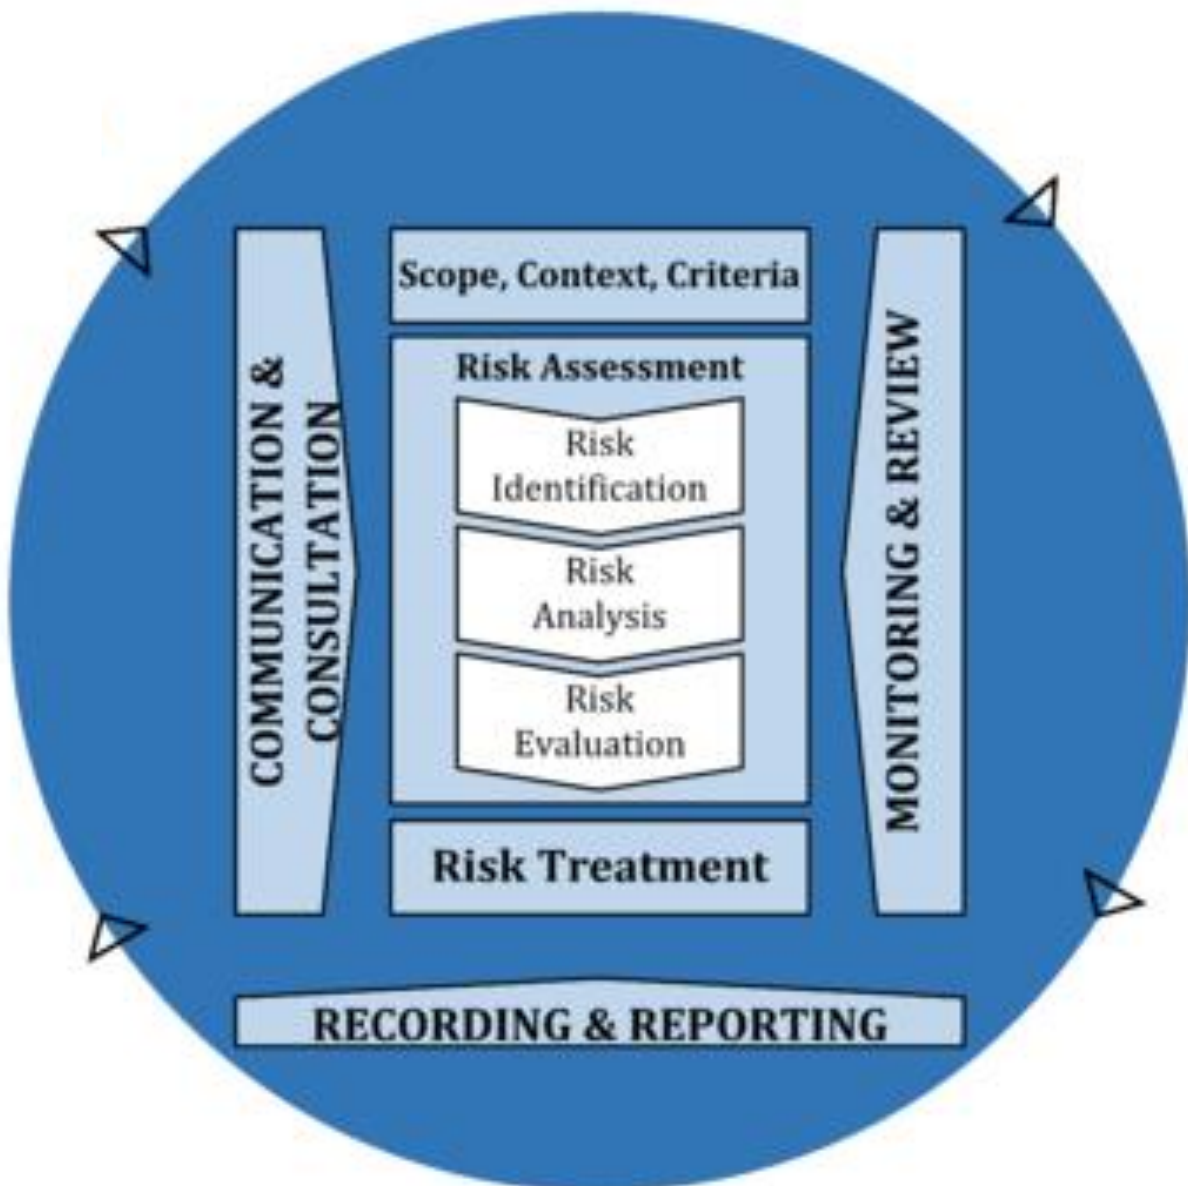 Scope, Context, Criteria
Risk Assessment
Risk
Identification
Risk
Analysis
Risk
Evaluation
Risk Treatment
COMMUNICATION &
CONSULTATION
MONITORING & REVIEW
RECORDING & REPORTING